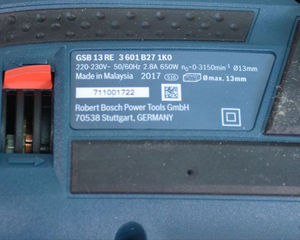 GSB 13 RE 3 601 B27 1K0
220-230V~ 50/60Hz 2.8A 650W n₀-0-3150min⁻¹ Ø13mm
Made in Malaysia 2017 Ømax. 13mm
711001722
Robert Bosch Power Tools GmbH
70538 Stuttgart, GERMANY